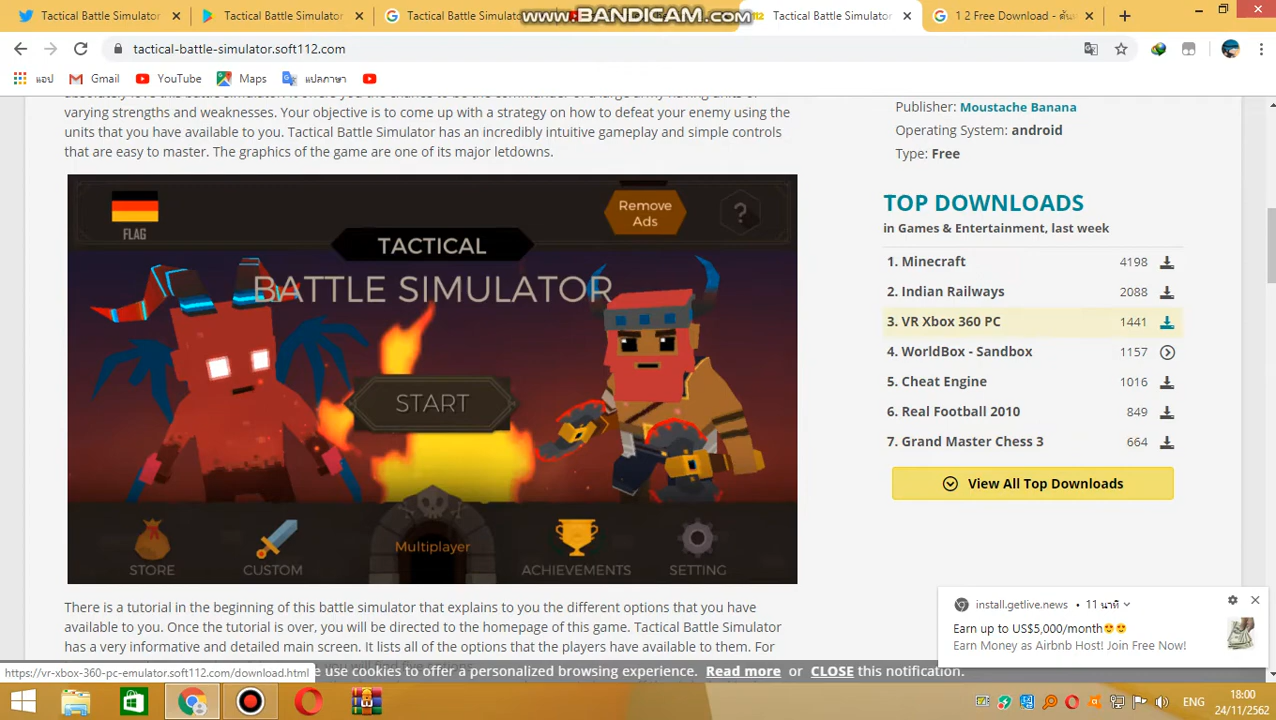 Tactical Battle Simulator
Tactical Battle Simulator
Tactical Battle Simul
www.BANDICAM.com
112
Tactical Battle Simulator
1 2 Free Download - ค้น
tactical-battle-simulator.soft112.com
แอป
Gmail
YouTube
Maps
แปลภาษา
varying strengths and weaknesses. Your objective is to come up with a strategy on how to defeat your enemy using the
units that you have available to you. Tactical Battle Simulator has an incredibly intuitive gameplay and simple controls
that are easy to master. The graphics of the game are one of its major letdowns.
FLAG
Remove
Ads
?
TACTICAL
BATTLE SIMULATOR
START
STORE
CUSTOM
Multiplayer
ACHIEVEMENTS
SETTING
There is a tutorial in the beginning of this battle simulator that explains to you the different options that you have
available to you. Once the tutorial is over, you will be directed to the homepage of this game. Tactical Battle Simulator
has a very informative and detailed main screen. It lists all of the options that the players have available to them. For
Publisher: Moustache Banana
Operating System: android
Type: Free
TOP DOWNLOADS
in Games & Entertainment, last week
1. Minecraft 4198
2. Indian Railways 2088
3. VR Xbox 360 PC 1441
4. WorldBox - Sandbox 1157
5. Cheat Engine 1016
6. Real Football 2010 849
7. Grand Master Chess 3 664
View All Top Downloads
install.getlive.news • 11 นาที
Earn up to US$5,000/month😍😍
Earn Money as Airbnb Host! Join Free Now!
https://vr-xbox-360-pc-emulator.soft112.com/download.html
e use cookies to offer a personalized browsing experience. Read more or CLOSE this notification.
ENG
18:00
24/11/2562